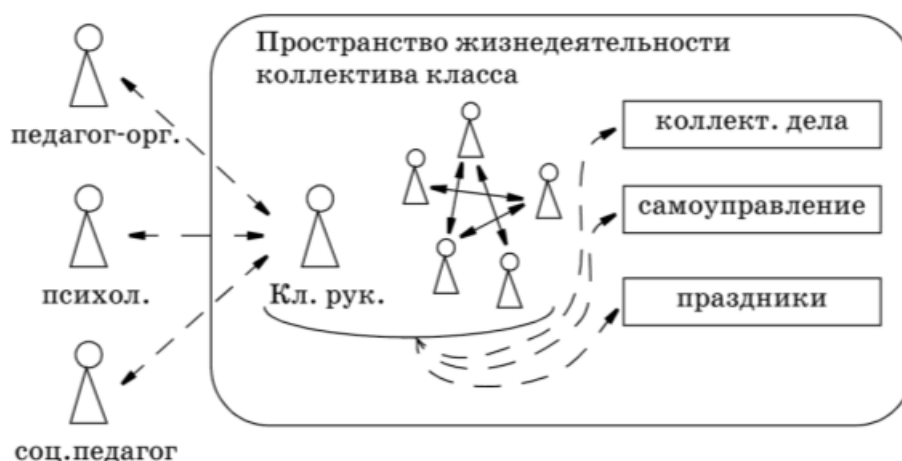 Пространство жизнедеятельности
коллектива класса
педагог-орг.
психол.
соц.педагог
Кл. рук.
коллект. дела
самоуправление
праздники